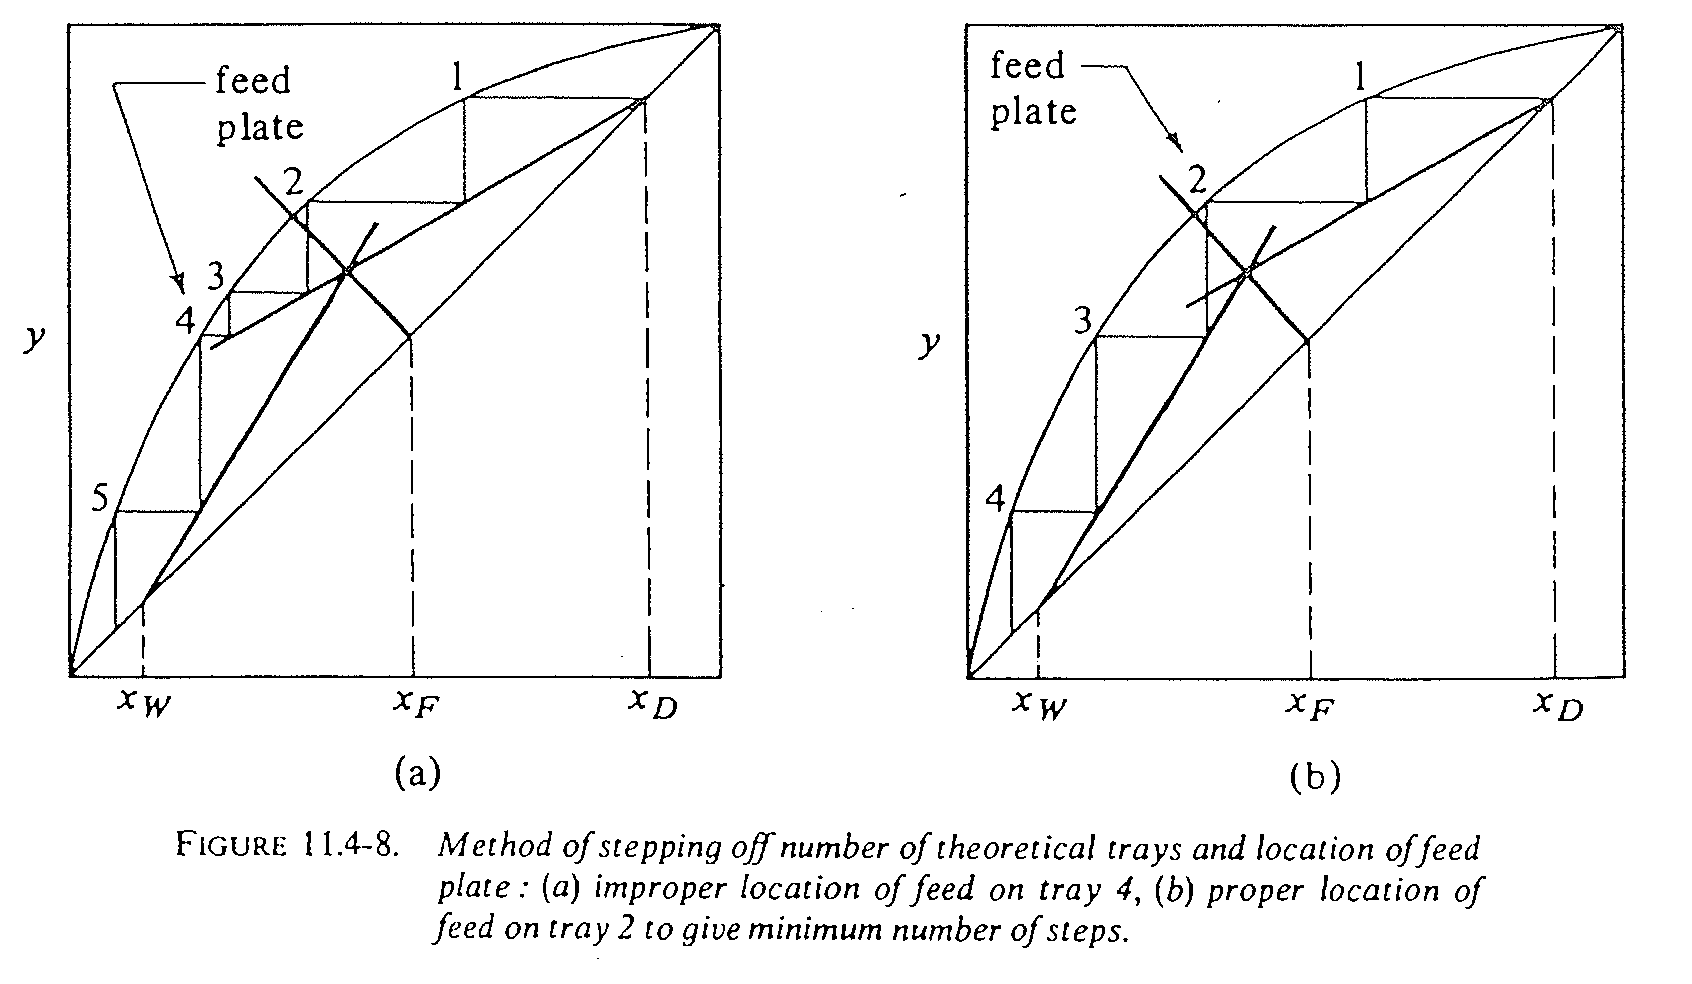 feed
plate
1
2
3
4
5
y
x_W
x_F
x_D
(a)
feed
plate
1
2
3
4
y
x_W
x_F
x_D
(b)
FIGURE 11.4-8. Method of stepping off number of theoretical trays and location of feed
plate : (a) improper location of feed on tray 4, (b) proper location of
feed on tray 2 to give minimum number of steps.